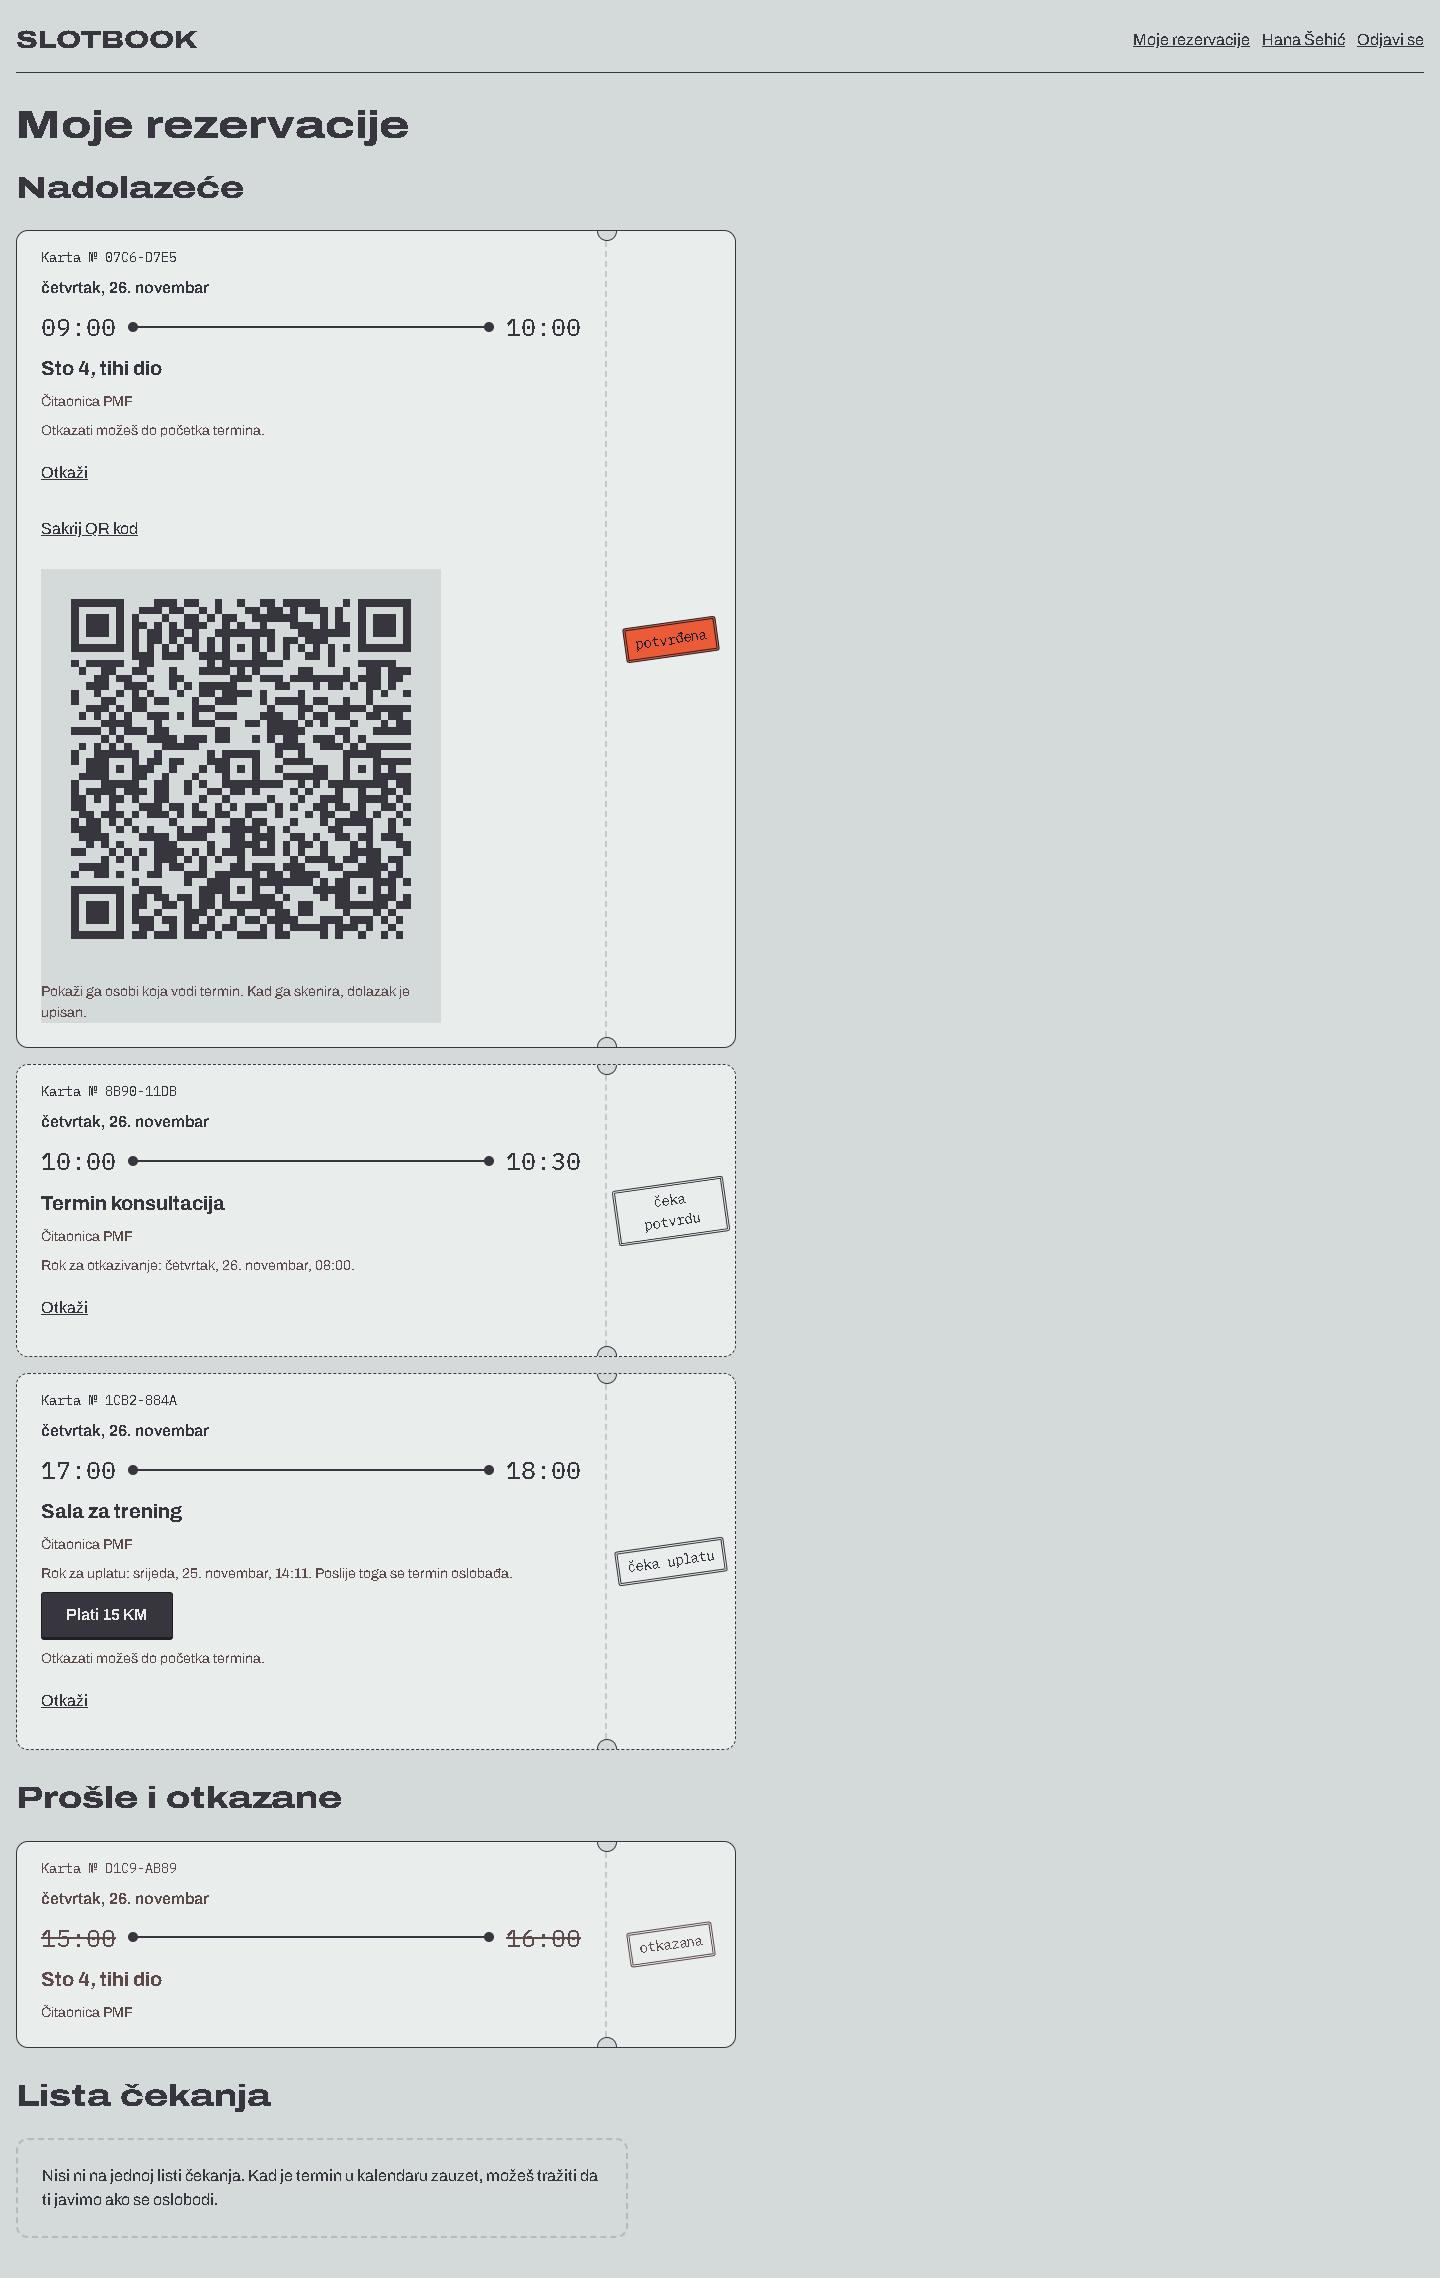 SLOTBOOK
Moje rezervacije Hana Šehić Odjavi se
Moje rezervacije
Nadolazeće
Karta № 07C6-D7E5
četvrtak, 26. novembar
09:00 10:00
Sto 4, tihi dio
Čitaonica PMF
Otkazati možeš do početka termina.
Otkaži
Sakrij QR kod
potvrđena
Pokaži ga osobi koja vodi termin. Kad ga skenira, dolazak je
upisan.
Karta № 8B90-11DB
četvrtak, 26. novembar
10:00 10:30
Termin konsultacija
Čitaonica PMF
Rok za otkazivanje: četvrtak, 26. novembar, 08:00.
Otkaži
čeka
potvrdu
Karta № 1CB2-884A
četvrtak, 26. novembar
17:00 18:00
Sala za trening
Čitaonica PMF
Rok za uplatu: srijeda, 25. novembar, 14:11. Poslije toga se termin oslobađa.
Plati 15 KM
Otkazati možeš do početka termina.
Otkaži
čeka uplatu
Prošle i otkazane
Karta № D1C9-AB89
četvrtak, 26. novembar
15:00 16:00
Sto 4, tihi dio
Čitaonica PMF
otkazana
Lista čekanja
Nisi ni na jednoj listi čekanja. Kad je termin u kalendaru zauzet, možeš tražiti da
ti javimo ako se oslobodi.